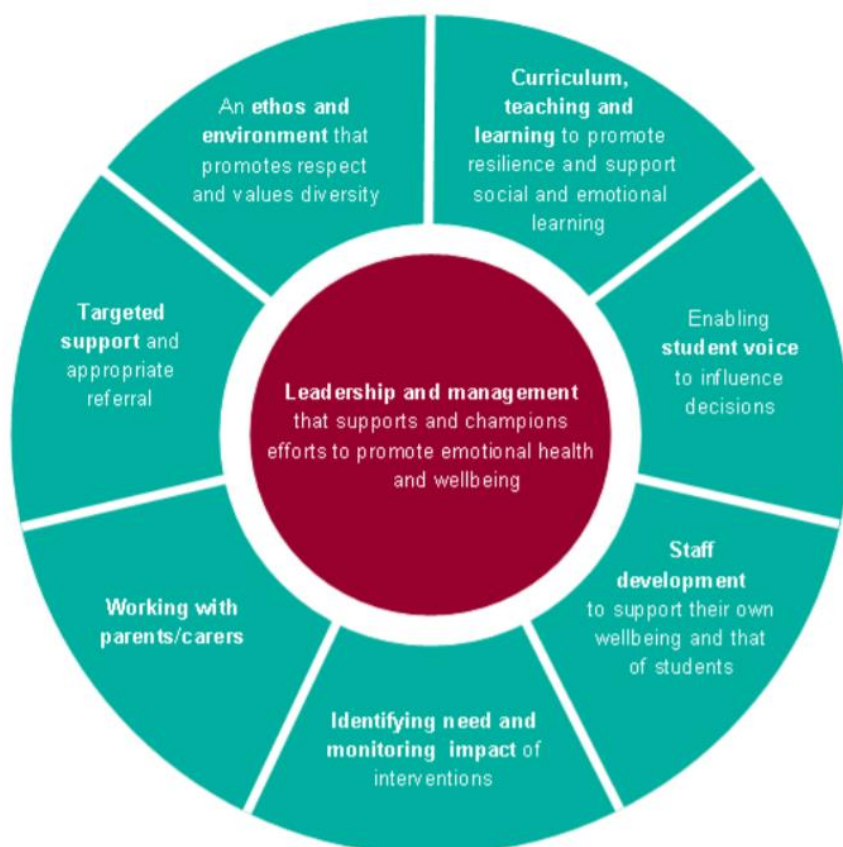 An ethos and
environment that
promotes respect
and values diversity
Curriculum,
teaching and
learning to promote
resilience and support
social and emotional
learning
Enabling
student voice
to influence
decisions
Staff
development
to support their own
wellbeing and that
of students
Identifying need and
monitoring impact of
interventions
Working with
parents/carers
Targeted
support and
appropriate
referral
Leadership and management
that supports and champions
efforts to promote emotional health
and wellbeing